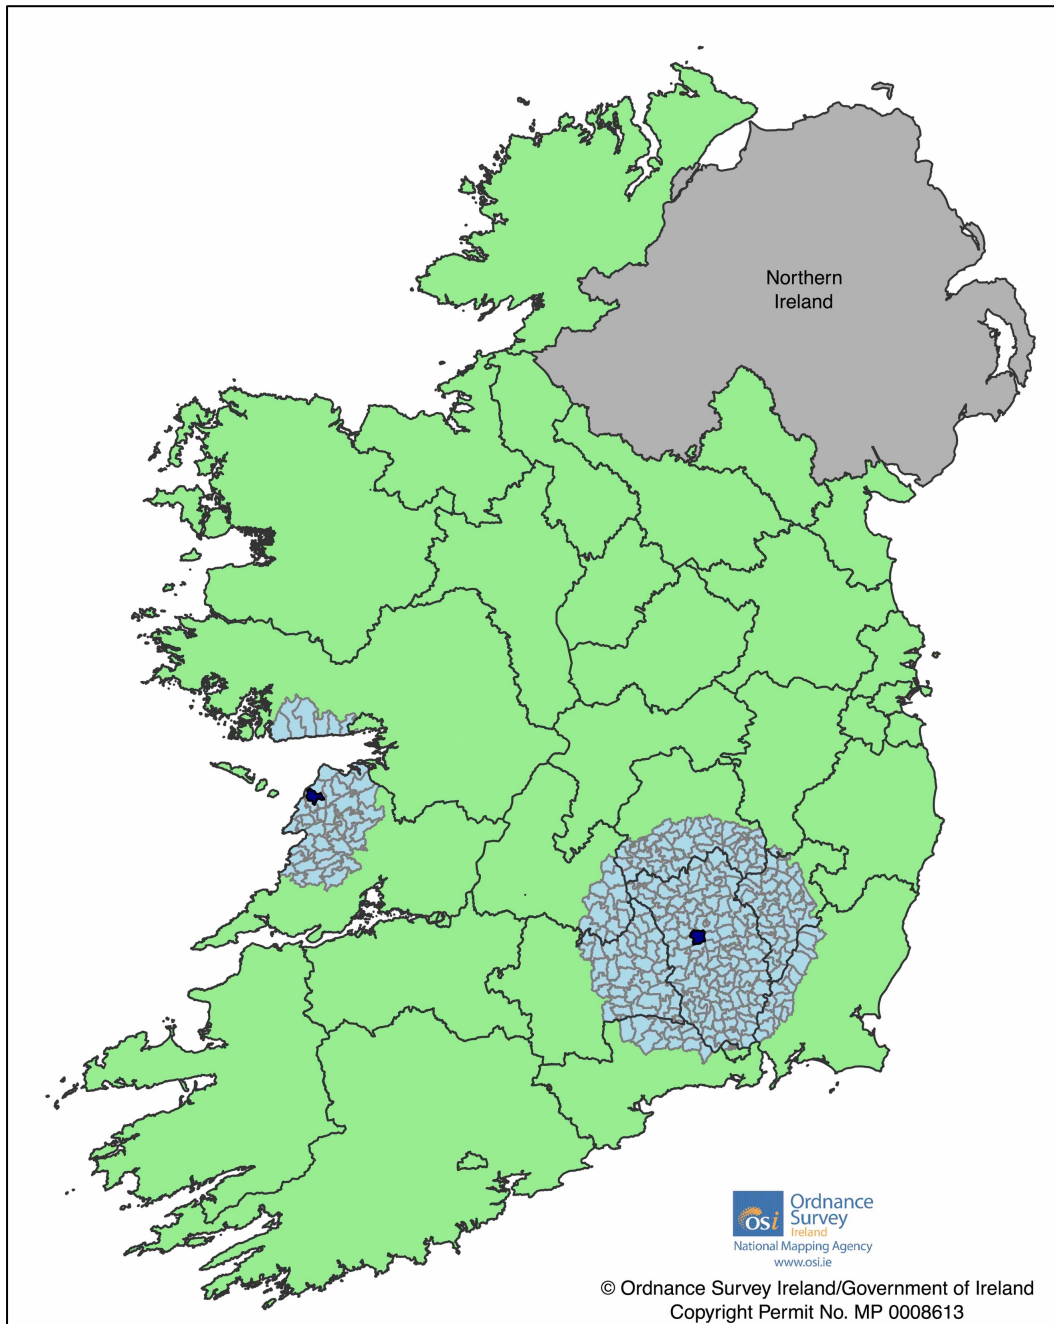 Northern
Ireland
osi
Ordnance
Survey
Ireland
National Mapping Agency
www.osi.ie
© Ordnance Survey Ireland/Government of Ireland
Copyright Permit No. MP 0008613